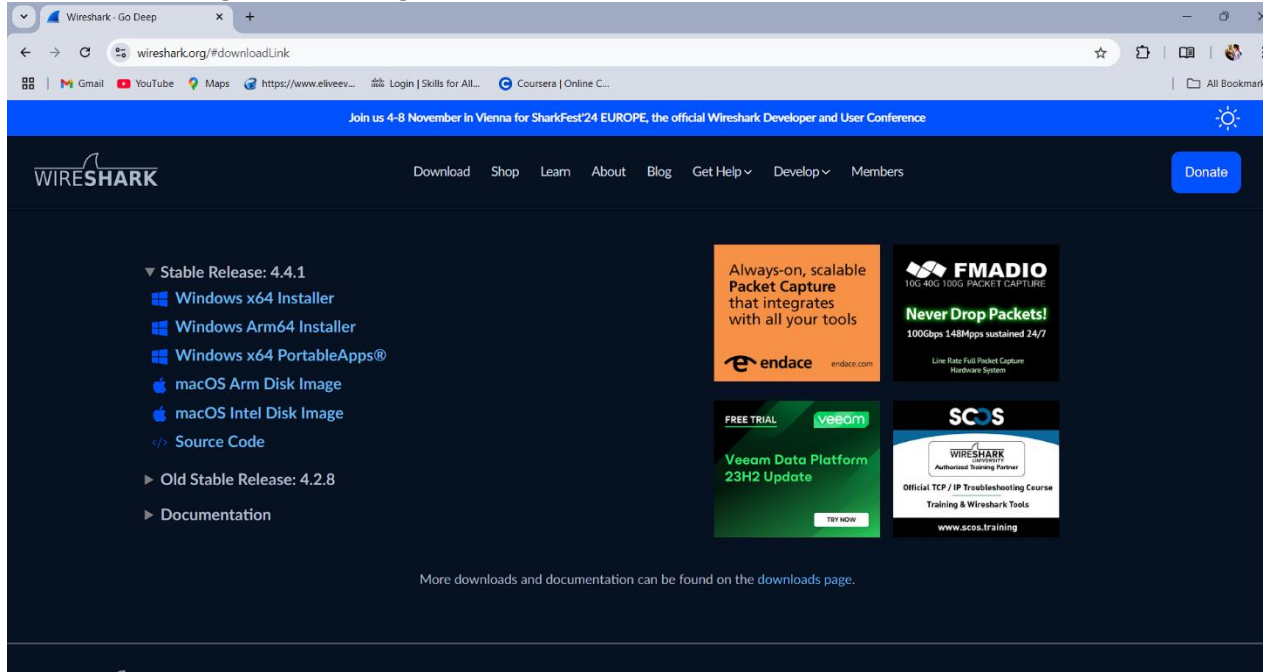 Wireshark · Go Deep
wireshark.org/#downloadLink
Gmail YouTube Maps https://www.eliveev... Login | Skills for All... Coursera | Online C... All Bookmark
Join us 4-8 November in Vienna for SharkFest'24 EUROPE, the official Wireshark Developer and User Conference
WIRESHARK Download Shop Learn About Blog Get Help Develop Members Donate
Stable Release: 4.4.1
Windows x64 Installer
Windows Arm64 Installer
Windows x64 PortableApps®
macOS Arm Disk Image
macOS Intel Disk Image
</> Source Code
Old Stable Release: 4.2.8
Documentation
Always-on, scalable
Packet Capture
that integrates
with all your tools
endace endace.com
FMADIO
10G 40G 100G PACKET CAPTURE
Never Drop Packets!
100Gbps 148Mpps sustained 24/7
Line Rate Full Packet Capture
Hardware System
FREE TRIAL veeam
Veeam Data Platform
23H2 Update
TRY NOW
SCOS
WIRESHARK
UNIVERSITY
Authorized Training Partner
Official TCP / IP Troubleshooting Course
Training & Wireshark Tools
www.scos.training
More downloads and documentation can be found on the downloads page.